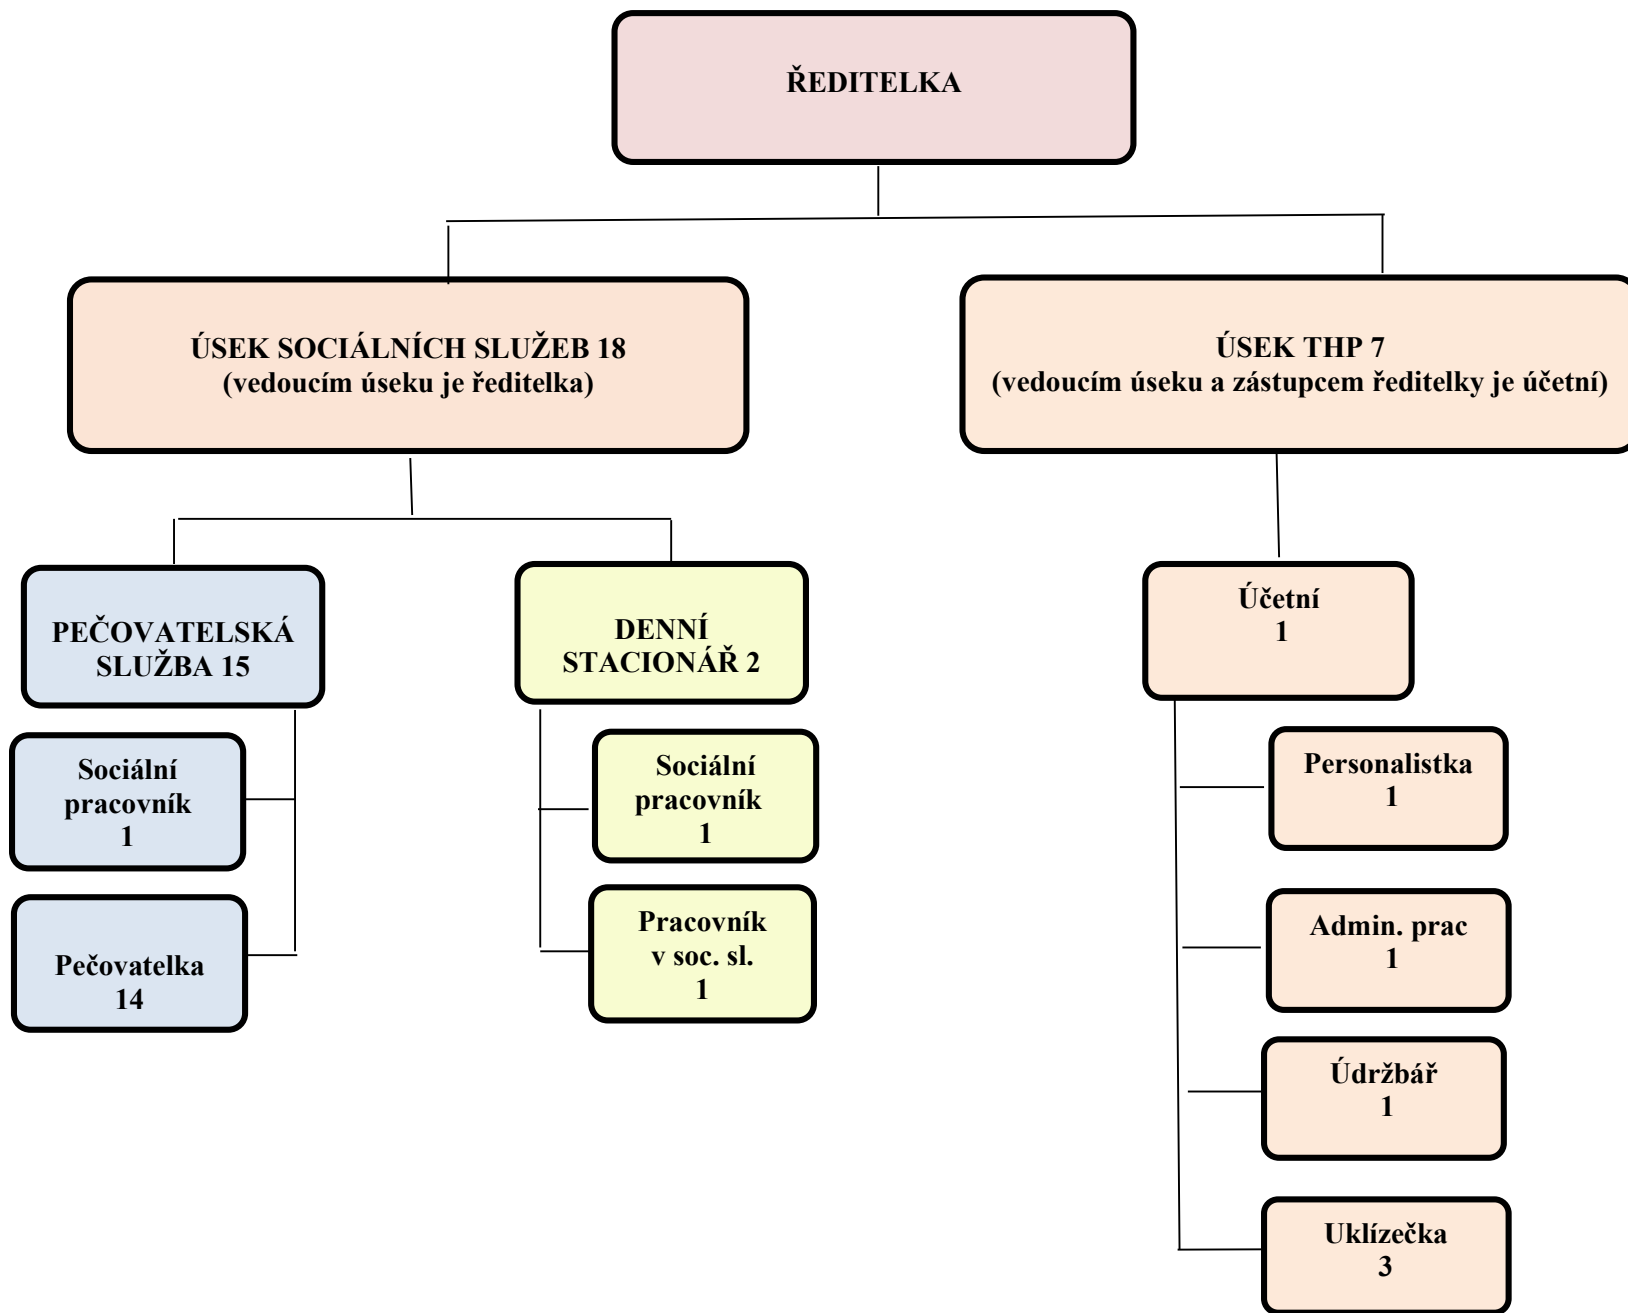 ŘEDITELKA
ÚSEK SOCIÁLNÍCH SLUŽEB 18
(vedoucím úseku je ředitelka)
ÚSEK THP 7
(vedoucím úseku a zástupcem ředitelky je účetní)
PEČOVATELSKÁ
SLUŽBA 15
Sociální
pracovník
1
Pečovatelka
14
DENNÍ
STACIONÁŘ 2
Sociální
pracovník
1
Pracovník
v soc. sl.
1
Účetní
1
Personalistka
1
Admin. prac
1
Údržbář
1
Uklízečka
3